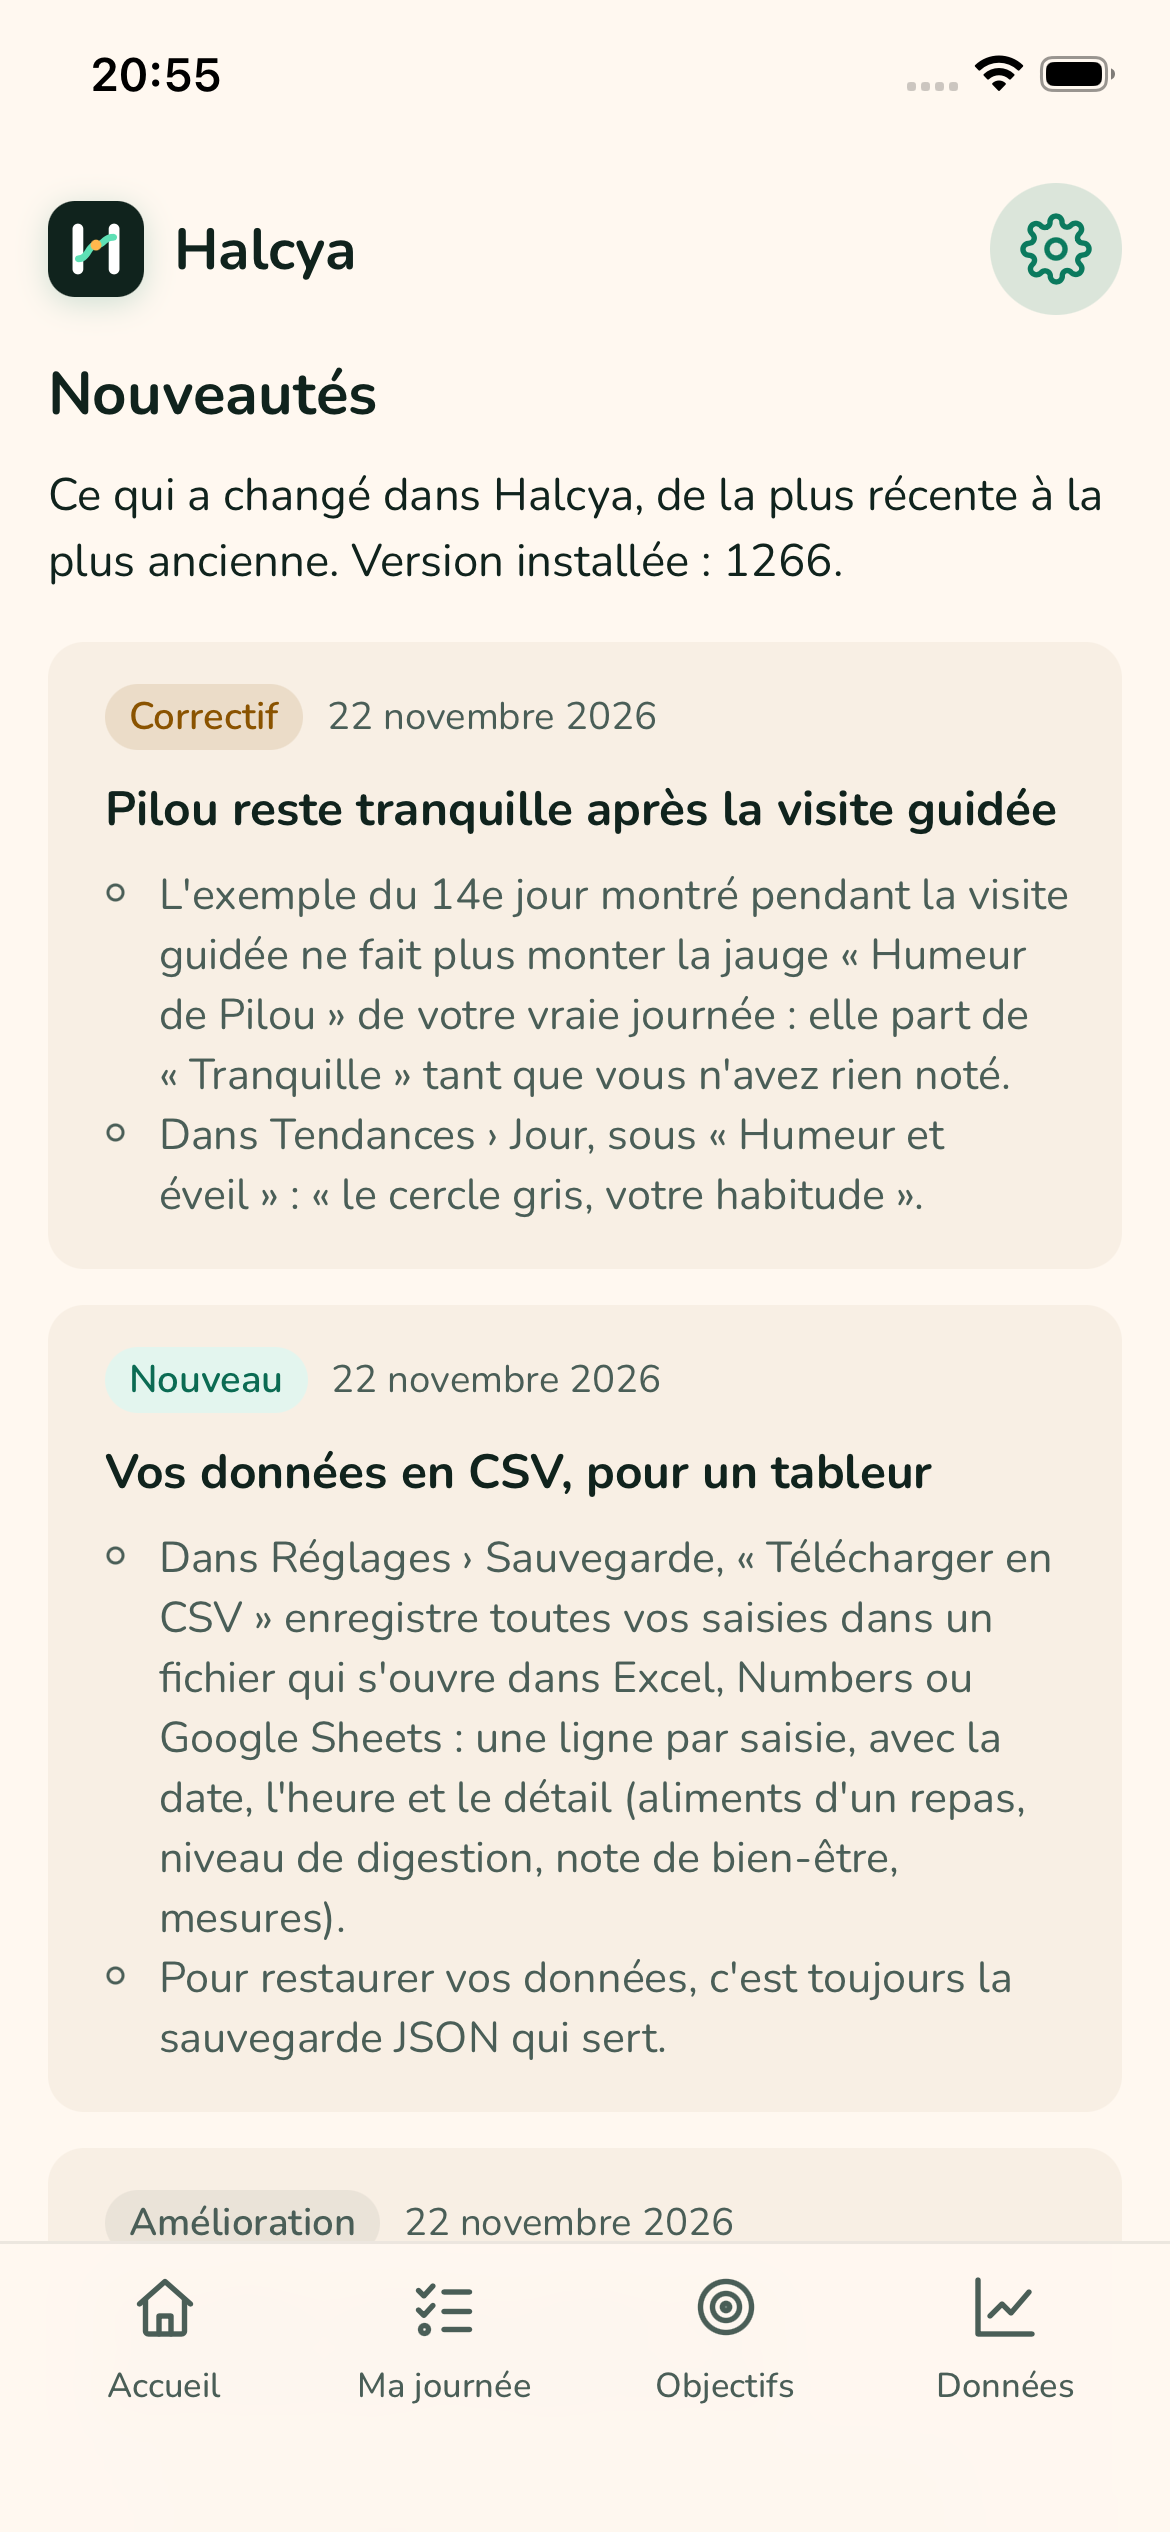 20:55
Halcya
Nouveautés
Ce qui a changé dans Halcya, de la plus récente à la
plus ancienne. Version installée : 1266.
Correctif 22 novembre 2026
Pilou reste tranquille après la visite guidée
L'exemple du 14e jour montré pendant la visite
guidée ne fait plus monter la jauge « Humeur
de Pilou » de votre vraie journée : elle part de
« Tranquille » tant que vous n'avez rien noté.
Dans Tendances › Jour, sous « Humeur et
éveil » : « le cercle gris, votre habitude ».
Nouveau 22 novembre 2026
Vos données en CSV, pour un tableur
Dans Réglages › Sauvegarde, « Télécharger en
CSV » enregistre toutes vos saisies dans un
fichier qui s'ouvre dans Excel, Numbers ou
Google Sheets : une ligne par saisie, avec la
date, l'heure et le détail (aliments d'un repas,
niveau de digestion, note de bien-être,
mesures).
Pour restaurer vos données, c'est toujours la
sauvegarde JSON qui sert.
Amélioration 22 novembre 2026
Accueil Ma journée Objectifs Données